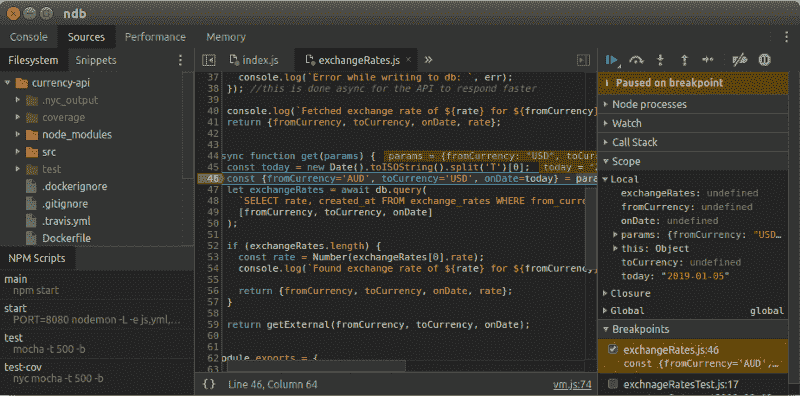 ndb
Console Sources Performance Memory
Filesystem Snippets
currency-api
.nyc_output
coverage
node_modules
src
test
.dockerignore
.gitignore
.travis.yml
Dockerfile
NPM Scripts
main
npm start
start
PORT=8080 nodemon -L -e js,yml,…
test
mocha -t 500 -b
test-cov
nyc mocha -t 500 -b
index.js exchangeRates.js × »
37 console.log(`Error while writing to db: `, err);
38 }); //this is done async for the API to respond faster
39
40 console.log(`Fetched exchange rate of ${rate} for ${fromCurrency}
41 return {fromCurrency, toCurrency, onDate, rate};
42
43
44 sync function get(params) { params = {fromCurrency: "USD", toCurr
45 const today = new Date().toISOString().split('T')[0]; today = "2
46 const {fromCurrency='AUD', toCurrency='USD', onDate=today} = para
47 let exchangeRates = await db.query(
48 `SELECT rate, created_at FROM exchange_rates WHERE from_curre
49 [fromCurrency, toCurrency, onDate]
50 );
51
52 if (exchangeRates.length) {
53 const rate = Number(exchangeRates[0].rate);
54 console.log(`Found exchange rate of ${rate} for ${fromCurrency}
55
56 return {fromCurrency, toCurrency, onDate, rate};
57 }
58
59 return getExternal(fromCurrency, toCurrency, onDate);
60
61
62 odule.exports = {
{} Line 46, Column 64 vm.js:74
Paused on breakpoint
Node processes
Watch
Call Stack
Scope
Local
exchangeRates: undefined
fromCurrency: undefined
onDate: undefined
params: {fromCurrency: "USD…
this: Object
toCurrency: undefined
today: "2019-01-05"
Closure
Global global
Breakpoints
exchangeRates.js:46
const {fromCurrency='AUD',…
exchnageRatesTest.js:17